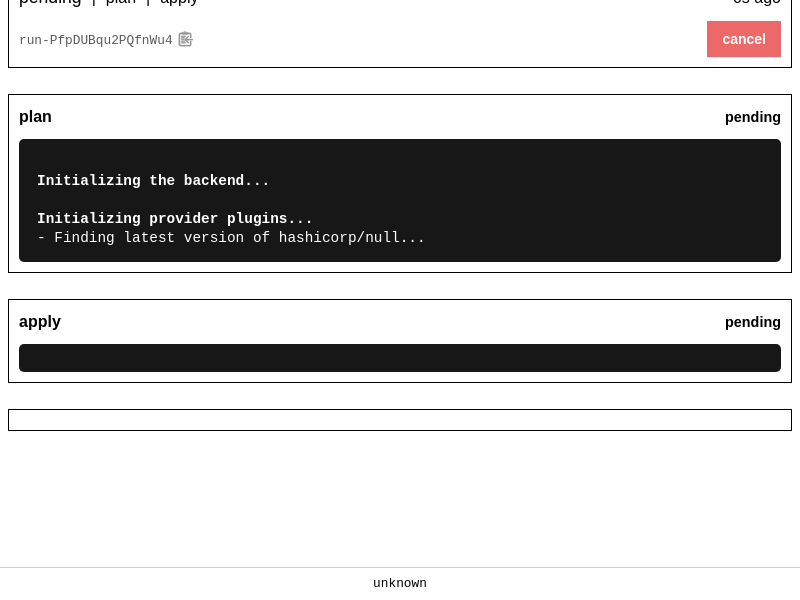 pending | plan | apply 0s ago
run-PfpDUBqu2PQfnWu4 cancel
plan pending
Initializing the backend...
Initializing provider plugins...
- Finding latest version of hashicorp/null...
apply pending
unknown